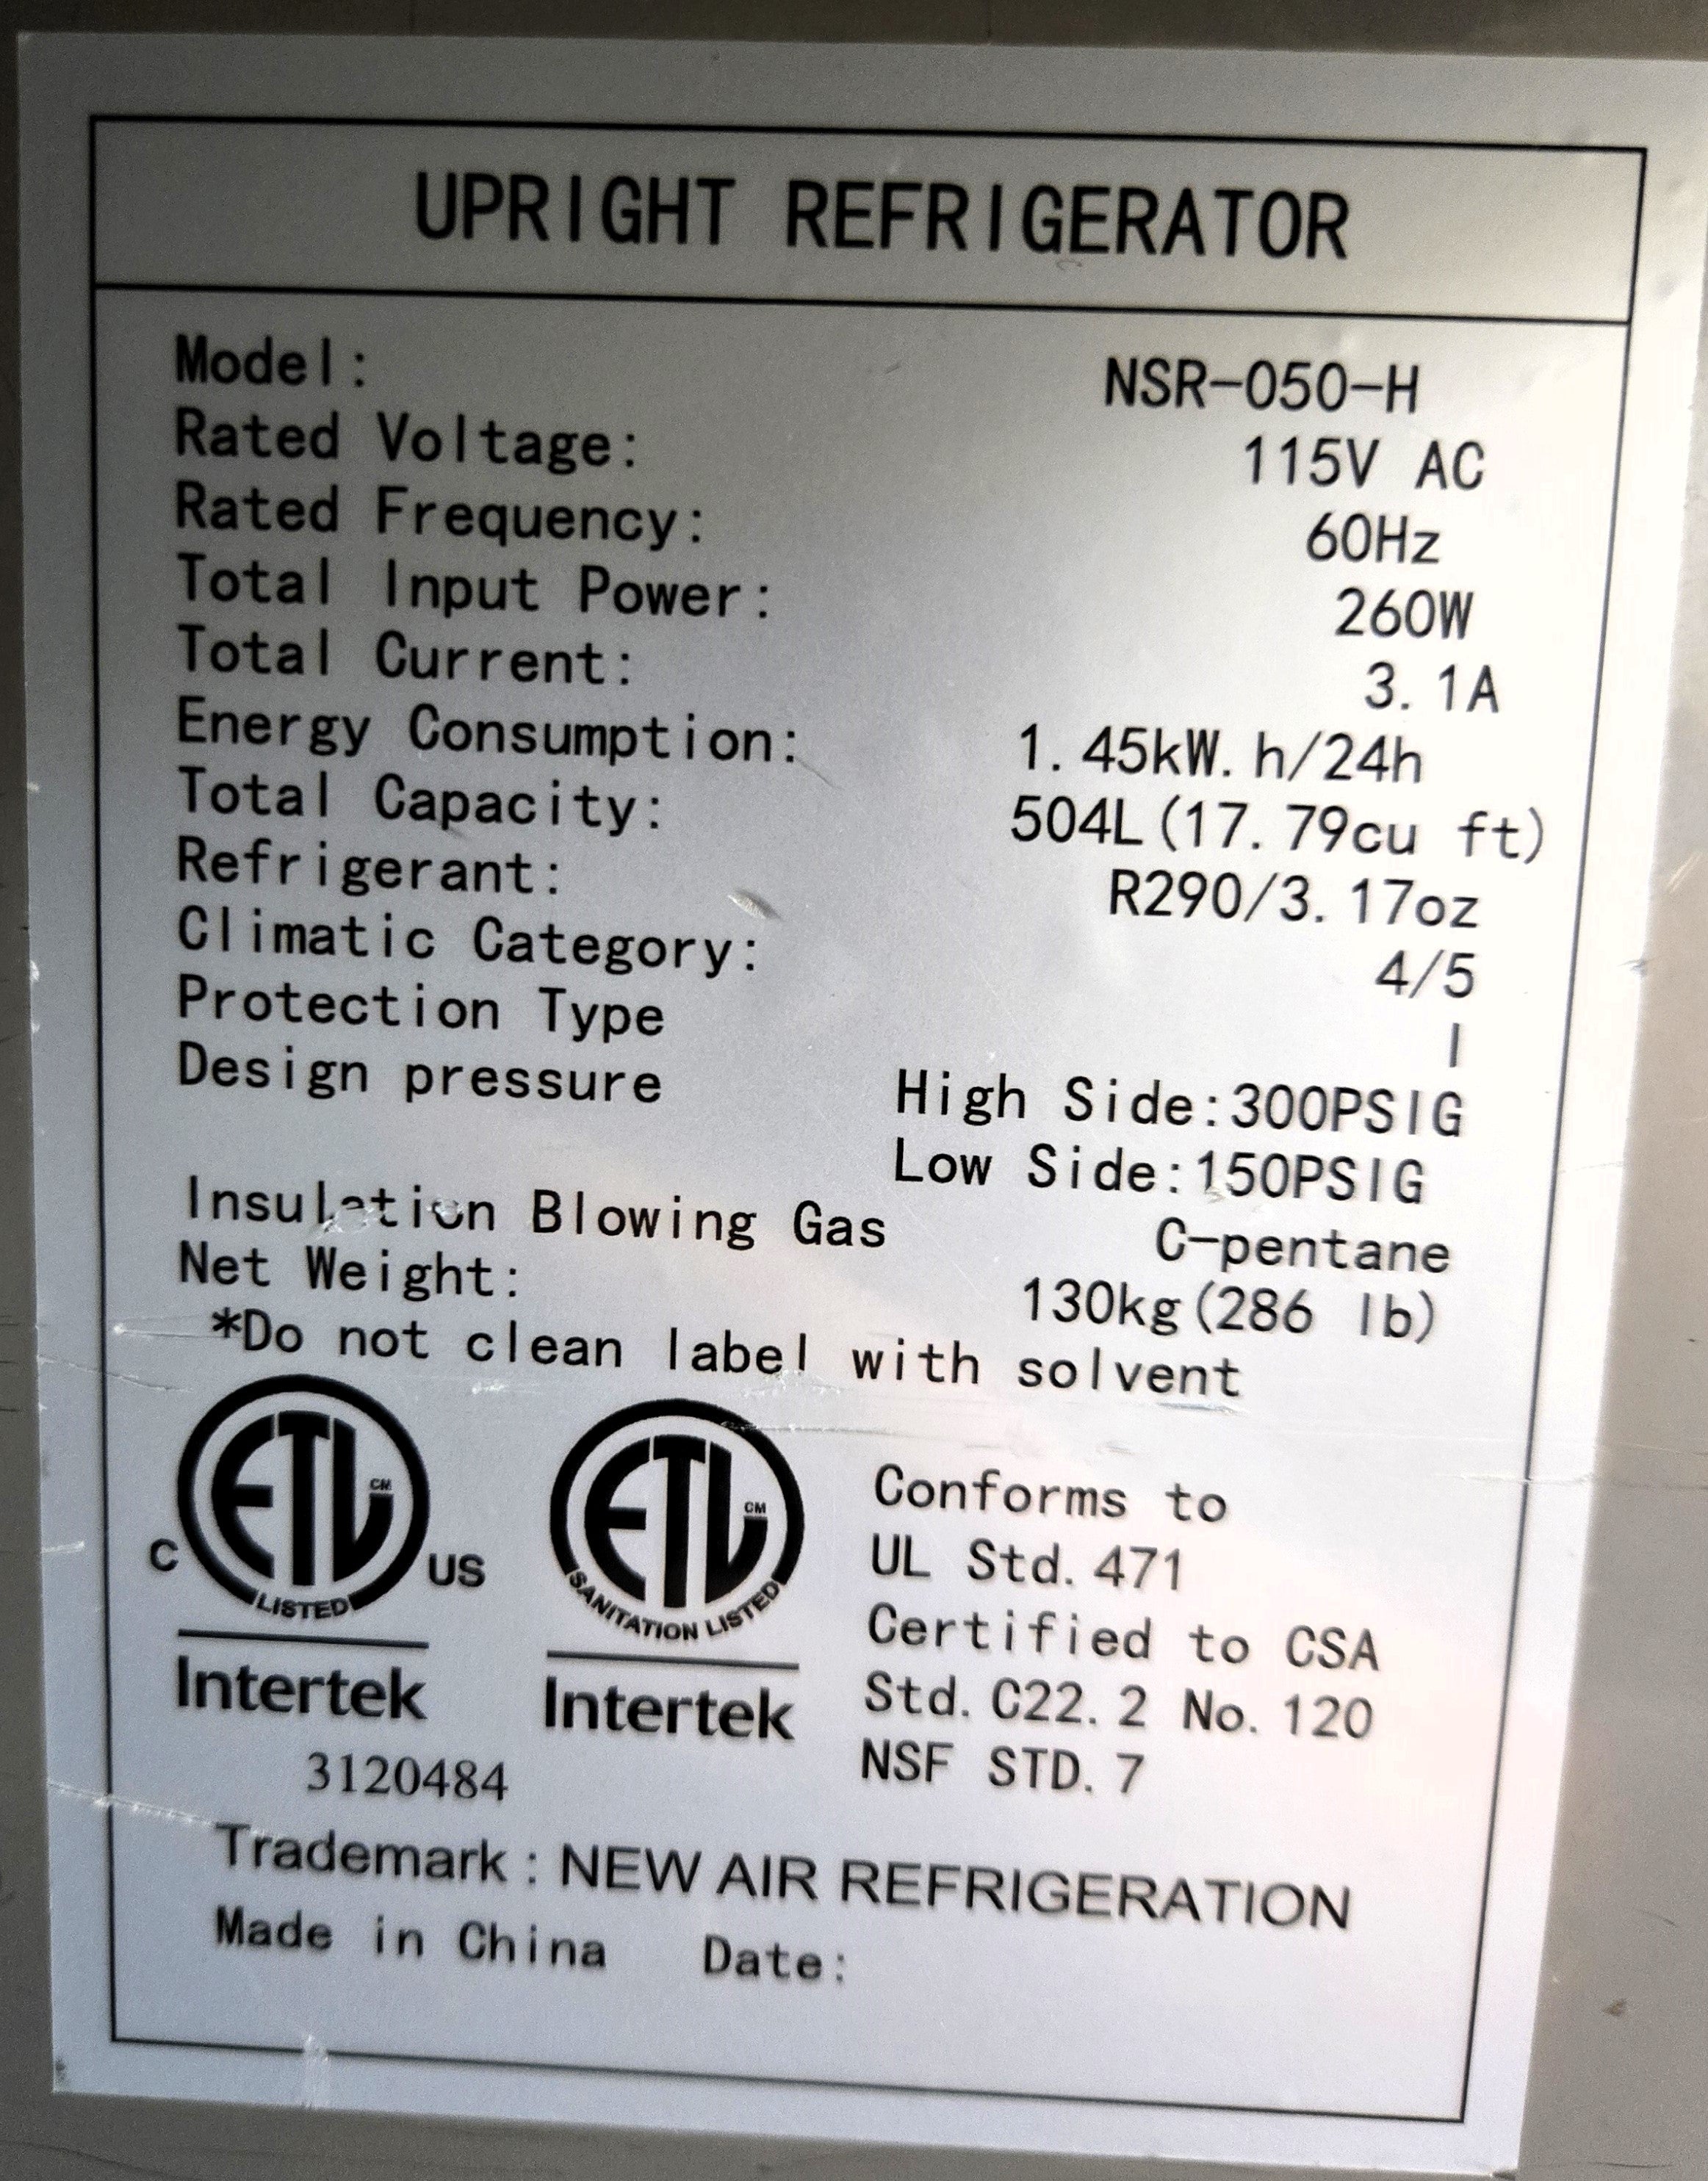 UPRIGHT REFRIGERATOR
Model: NSR-050-H
Rated Voltage: 115V AC
Rated Frequency: 60Hz
Total Input Power: 260W
Total Current: 3.1A
Energy Consumption: 1.45kW.h/24h
Total Capacity: 504L(17.79cu ft)
Refrigerant: R290/3.17oz
Climatic Category: 4/5
Protection Type I
Design pressure High Side:300PSIG
Low Side:150PSIG
Insulation Blowing Gas C-pentane
Net Weight: 130kg(286 lb)
*Do not clean label with solvent
ETL CM
C US
LISTED
Intertek
3120484
ETL CM
SANITATION LISTED
Intertek
Conforms to
UL Std.471
Certified to CSA
Std.C22.2 No.120
NSF STD.7
Trademark : NEW AIR REFRIGERATION
Made in China Date: